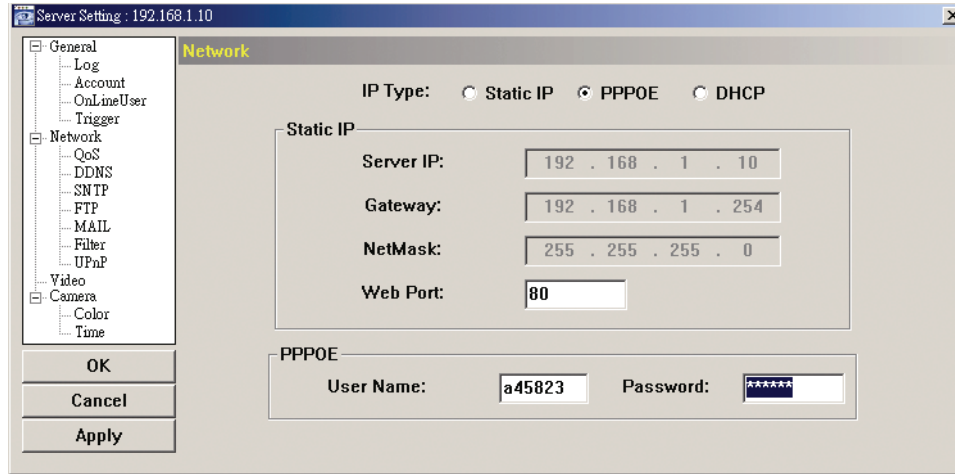 Server Setting : 192.168.1.10
General
Log
Account
OnLineUser
Trigger
Network
QoS
DDNS
SNTP
FTP
MAIL
Filter
UPnP
Video
Camera
Color
Time
OK
Cancel
Apply
Network
IP Type: Static IP PPPOE DHCP
Static IP
Server IP: 192 . 168 . 1 . 10
Gateway: 192 . 168 . 1 . 254
NetMask: 255 . 255 . 255 . 0
Web Port: 80
PPPOE
User Name: a45823 Password: ******